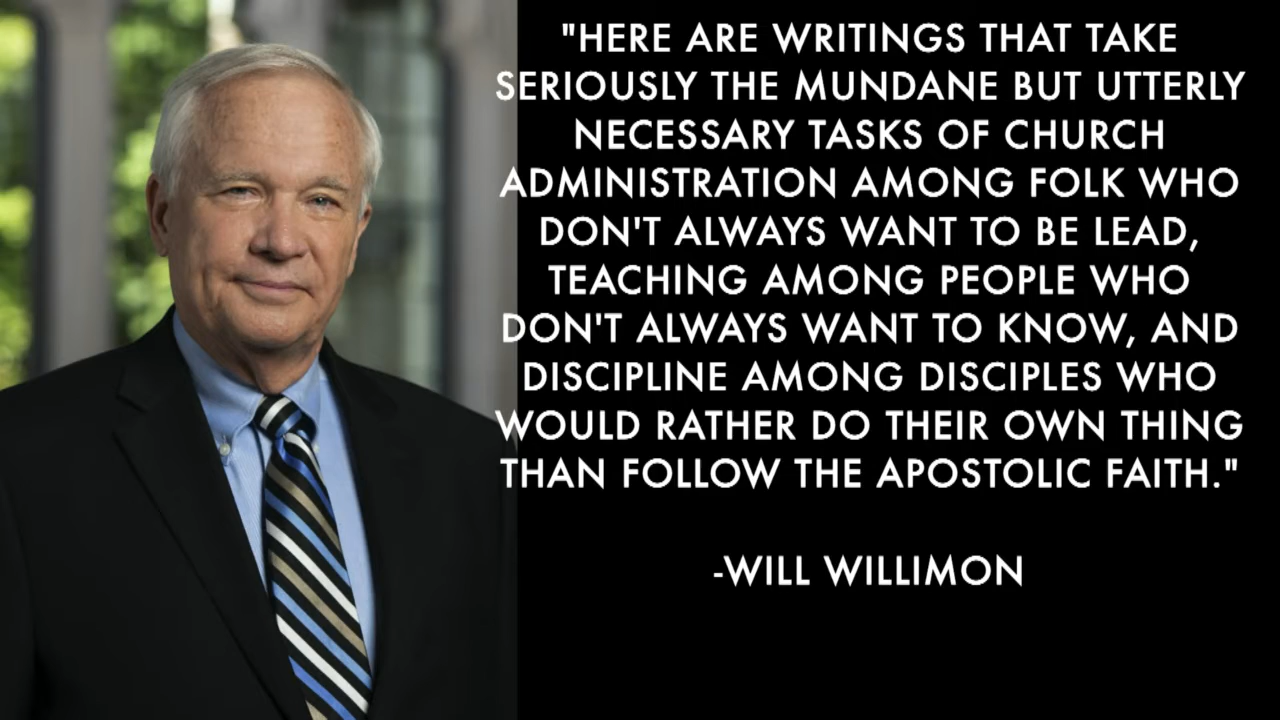 "HERE ARE WRITINGS THAT TAKE
SERIOUSLY THE MUNDANE BUT UTTERLY
NECESSARY TASKS OF CHURCH
ADMINISTRATION AMONG FOLK WHO
DON'T ALWAYS WANT TO BE LEAD,
TEACHING AMONG PEOPLE WHO
DON'T ALWAYS WANT TO KNOW, AND
DISCIPLINE AMONG DISCIPLES WHO
WOULD RATHER DO THEIR OWN THING
THAN FOLLOW THE APOSTOLIC FAITH."
-WILL WILLIMON